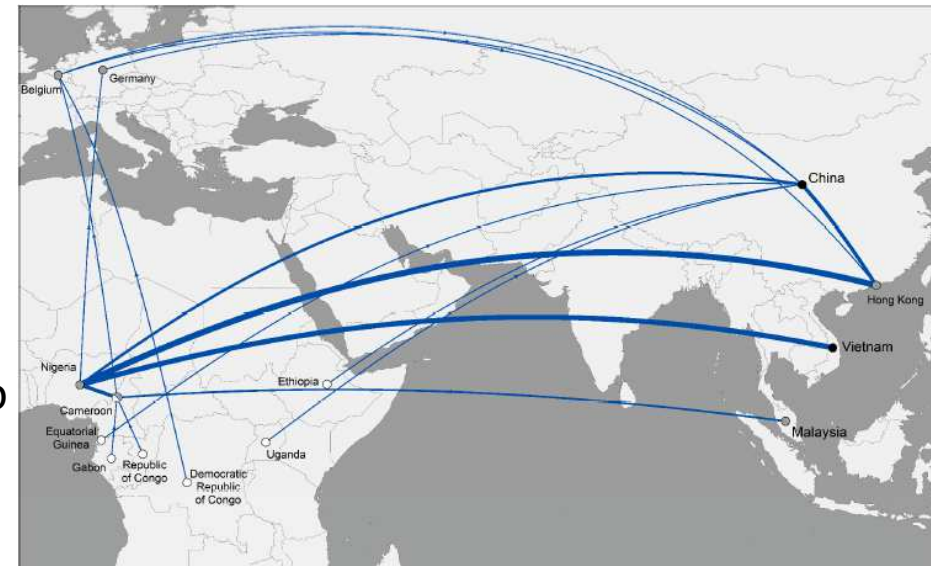 Germany
Belgium
China
Hong Kong
Vietnam
Nigeria
Ethiopia
Cameroon
Malaysia
Equatorial
Guinea
Uganda
Gabon
Republic
of Congo
Democratic
Republic
of Congo